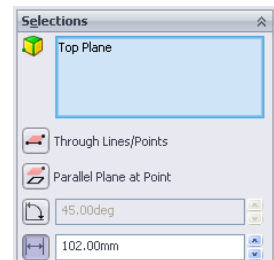 Selections
Top Plane
Through Lines/Points
Parallel Plane at Point
45.00deg
102.00mm